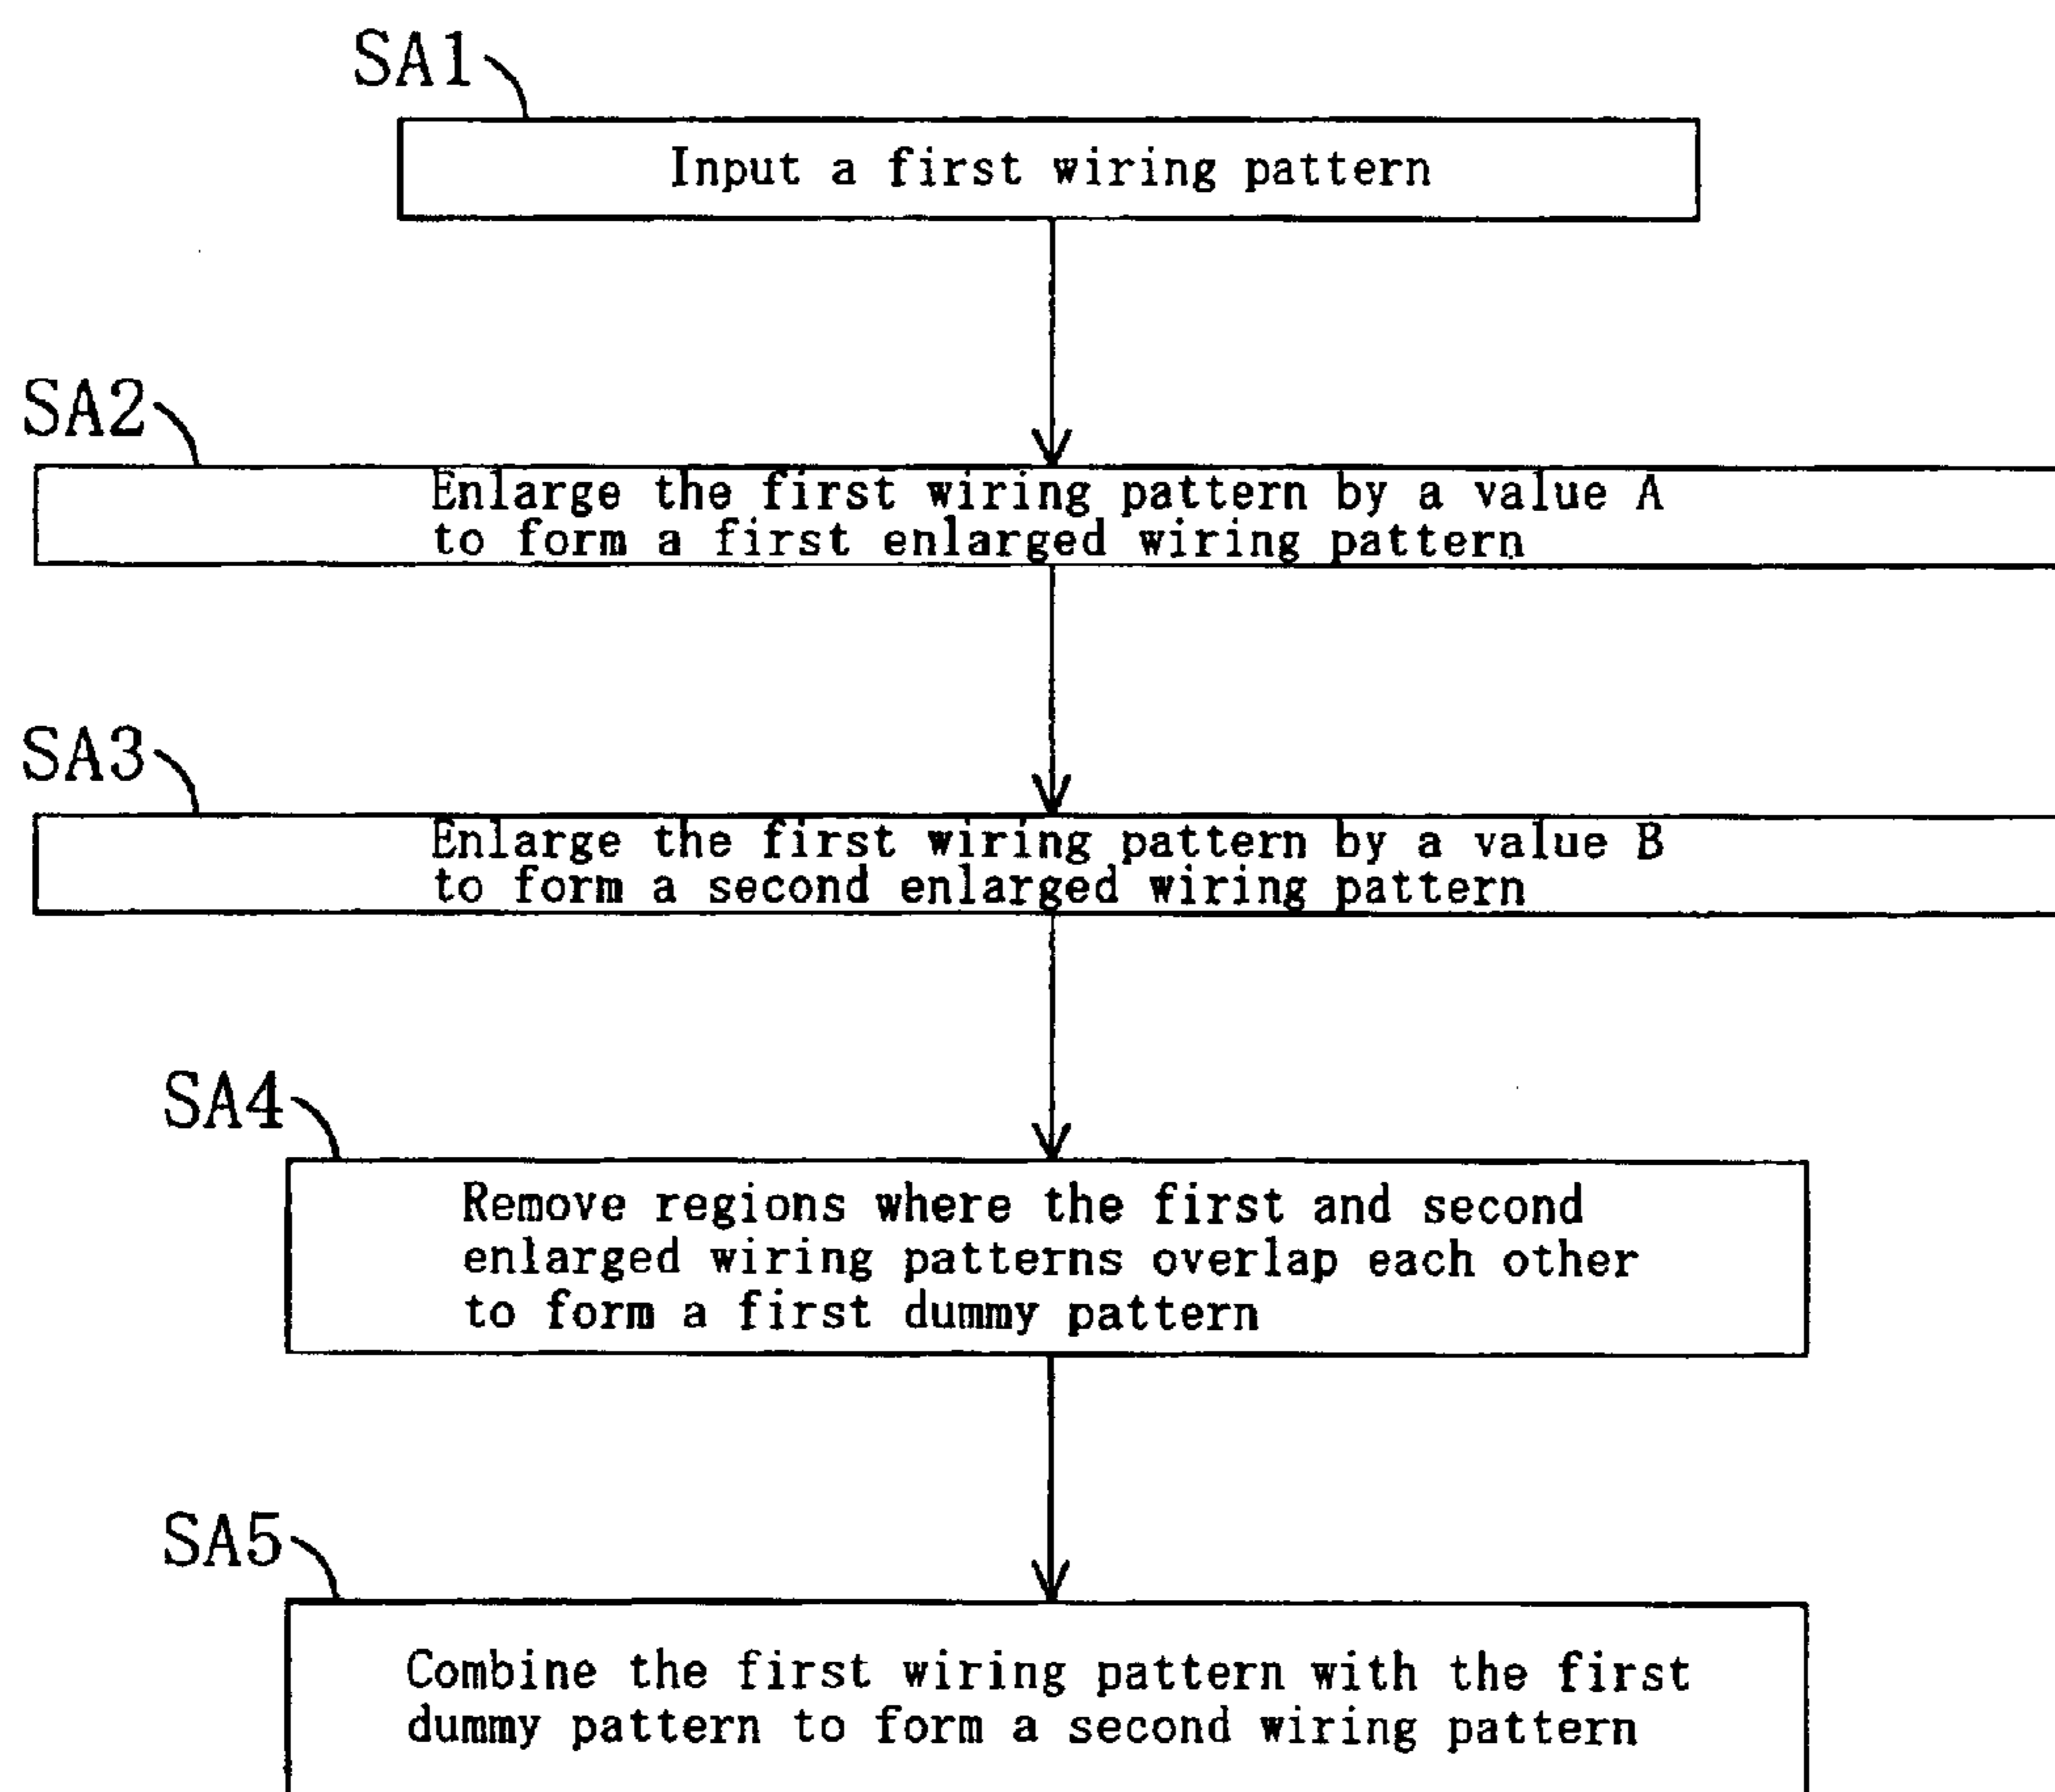 SA1
Input a first wiring pattern
SA2
Enlarge the first wiring pattern by a value A
to form a first enlarged wiring pattern
SA3
Enlarge the first wiring pattern by a value B
to form a second enlarged wiring pattern
SA4
Remove regions where the first and second
enlarged wiring patterns overlap each other
to form a first dummy pattern
SA5
Combine the first wiring pattern with the first
dummy pattern to form a second wiring pattern